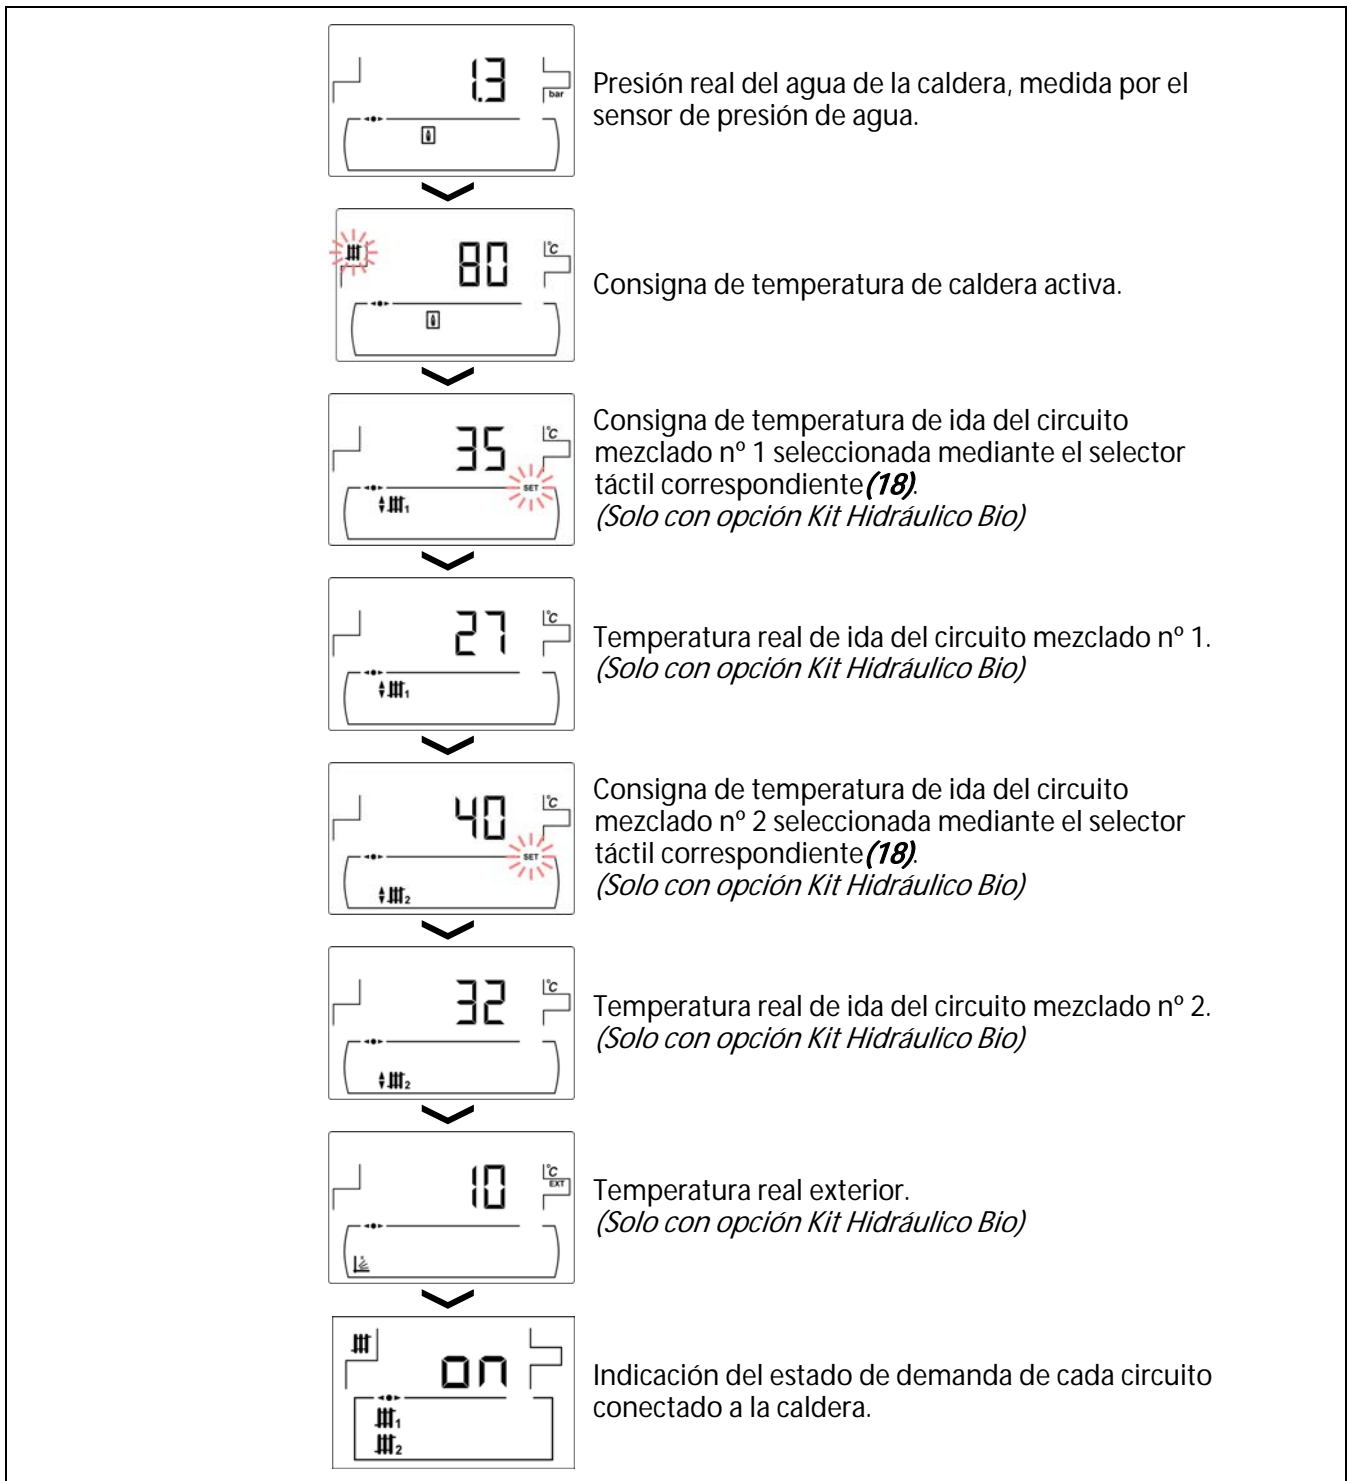 1.3
bar
Presión real del agua de la caldera, medida por el
sensor de presión de agua.
80
°C
Consigna de temperatura de caldera activa.
35
°C
SET
1
Consigna de temperatura de ida del circuito
mezclado nº 1 seleccionada mediante el selector
táctil correspondiente (18).
(Solo con opción Kit Hidráulico Bio)
27
°C
1
Temperatura real de ida del circuito mezclado nº 1.
(Solo con opción Kit Hidráulico Bio)
40
°C
SET
2
Consigna de temperatura de ida del circuito
mezclado nº 2 seleccionada mediante el selector
táctil correspondiente (18).
(Solo con opción Kit Hidráulico Bio)
32
°C
2
Temperatura real de ida del circuito mezclado nº 2.
(Solo con opción Kit Hidráulico Bio)
10
°C
EXT
Temperatura real exterior.
(Solo con opción Kit Hidráulico Bio)
on
1
2
Indicación del estado de demanda de cada circuito
conectado a la caldera.